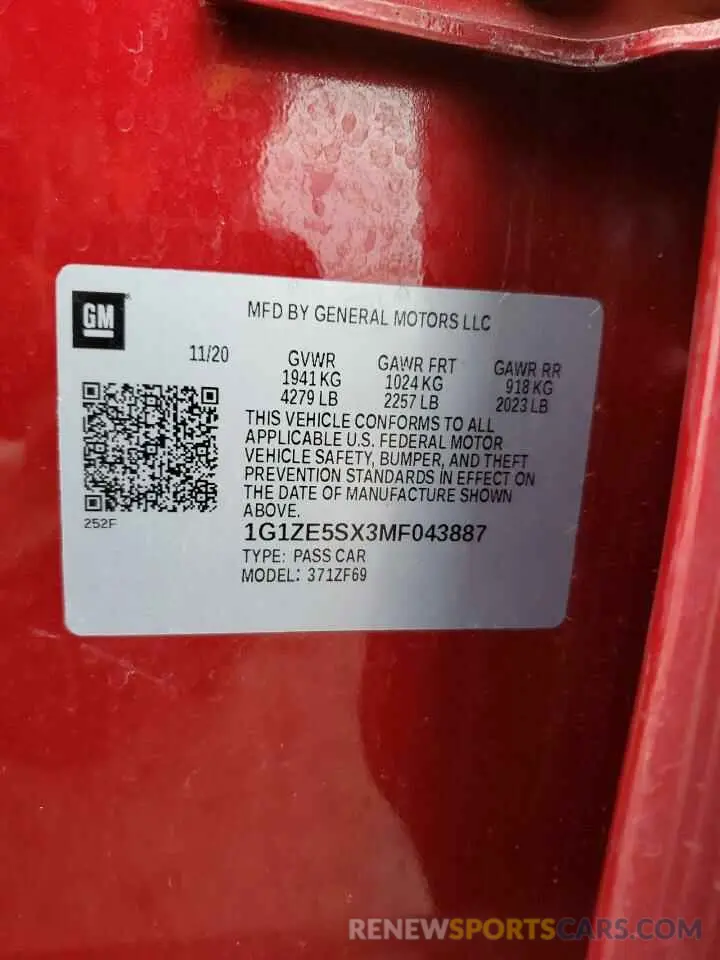 GM
MFD BY GENERAL MOTORS LLC
11/20 GVWR GAWR FRT GAWR RR
1941 KG 1024 KG 918 KG
4279 LB 2257 LB 2023 LB
THIS VEHICLE CONFORMS TO ALL
APPLICABLE U.S. FEDERAL MOTOR
VEHICLE SAFETY, BUMPER, AND THEFT
PREVENTION STANDARDS IN EFFECT ON
THE DATE OF MANUFACTURE SHOWN
ABOVE.
252F
1G1ZE5SX3MF043887
TYPE: PASS CAR
MODEL: 371ZF69
RENEWSPORTSCARS.COM